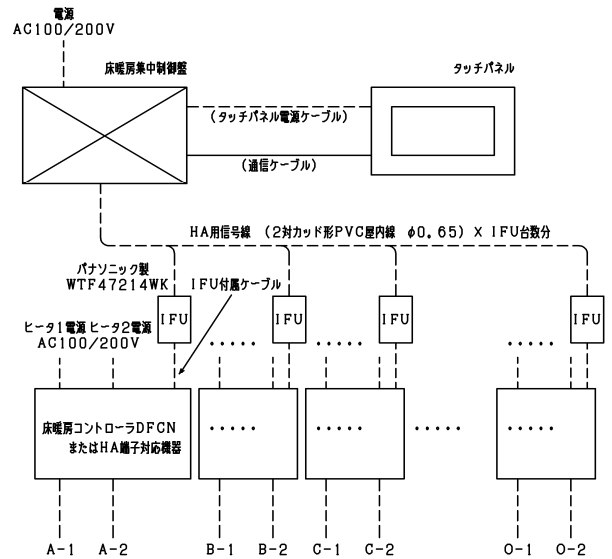 電源
AC100/200V
床暖房集中制御盤
タッチパネル
(タッチパネル電源ケーブル)
(通信ケーブル)
HA用信号線 (2対カッド形PVC屋内線 φ0.65) X IFU台数分
パナソニック製
WTF47214WK
IFU付属ケーブル
IFU
IFU
IFU
IFU
ヒータ1電源 ヒータ2電源
AC100/200V
.....
.....
.....
床暖房コントローラDFCN
またはHA端子対応機器
.....
.....
.....
.....
A-1 A-2 B-1 B-2 C-1 C-2 O-1 O-2